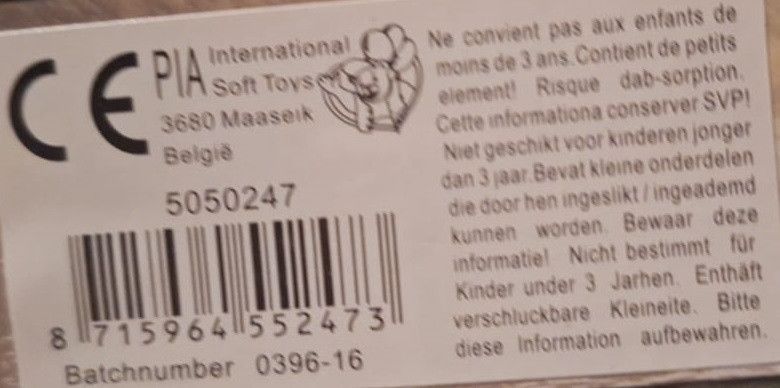 CE PIA International
Soft Toys
3680 Maaseik
België
5050247
8 715964 552473
Batchnumber 0396-16
Ne convient pas aux enfants de
moins de 3 ans.Contient de petits
element! Risque dab-sorption.
Cette informationa conserver SVP!
Niet geschikt voor kinderen jonger
dan 3 jaar.Bevat kleine onderdelen
die door hen ingeslikt / ingeademd
kunnen worden. Bewaar deze
informatie! Nicht bestimmt für
Kinder under 3 Jarhen. Enthäft
verschluckbare Kleineite. Bitte
diese Information aufbewahren.